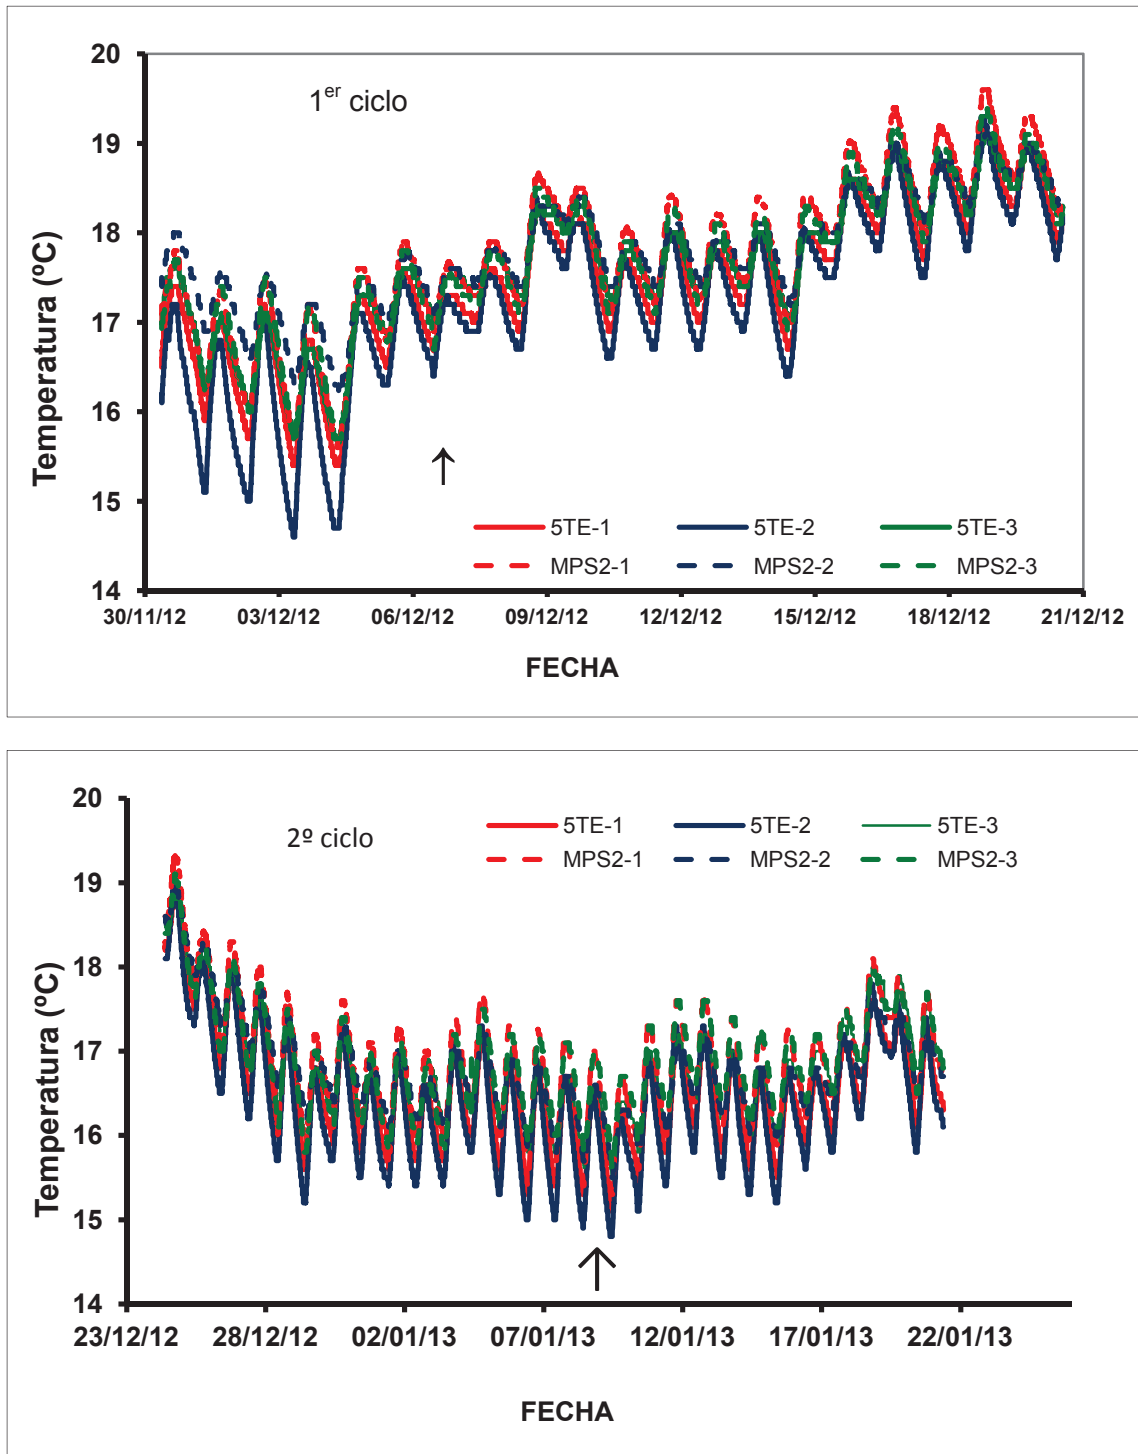 20
1er ciclo
19
18
17
16
15
14
Temperatura (ºC)
5TE-1 5TE-2 5TE-3
MPS2-1 MPS2-2 MPS2-3
30/11/12 03/12/12 06/12/12 09/12/12 12/12/12 15/12/12 18/12/12 21/12/12
FECHA
20
5TE-1 5TE-2 5TE-3
2º ciclo
MPS2-1 MPS2-2 MPS2-3
19
18
17
16
15
14
Temperatura (ºC)
23/12/12 28/12/12 02/01/13 07/01/13 12/01/13 17/01/13 22/01/13
FECHA